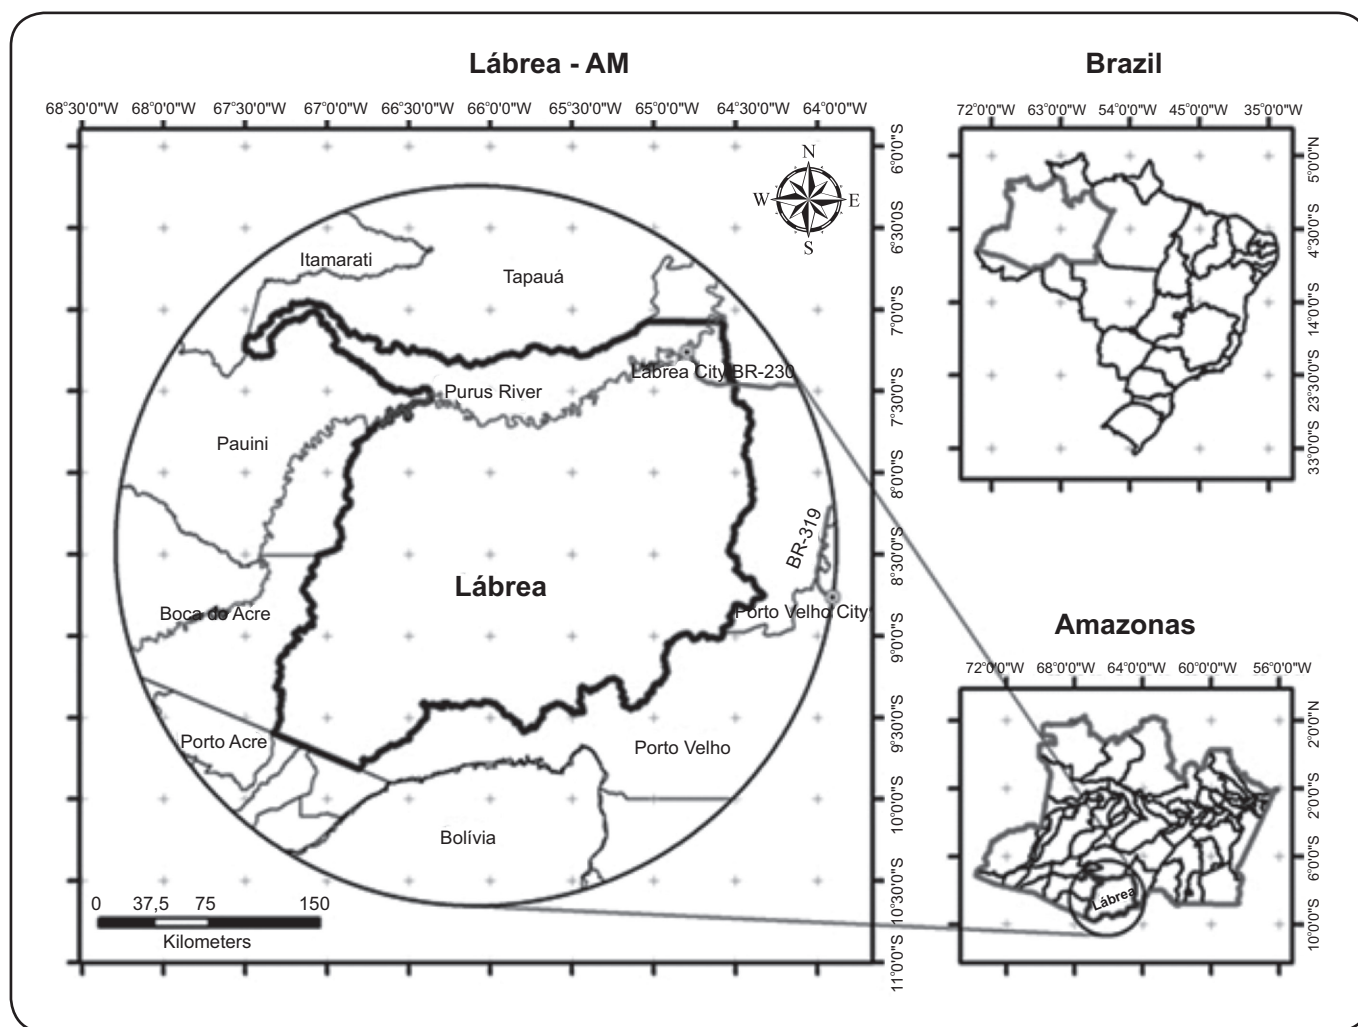 Lábrea - AM
68°30'0"W 68°0'0"W 67°30'0"W 67°0'0"W 66°30'0"W 66°0'0"W 65°30'0"W 65°0'0"W 64°30'0"W 64°0'0"W
N
W E
S
6°0'0"S
6°30'0"S
7°0'0"S
7°30'0"S
8°0'0"S
8°30'0"S
9°0'0"S
9°30'0"S
10°0'0"S
10°30'0"S
11°0'0"S
Itamarati
Tapauá
Lábrea City
BR-230
Purus River
Pauini
BR-319
Lábrea
Boca do Acre
Porto Velho City
Porto Acre
Porto Velho
Bolívia
0 37,5 75 150
Kilometers
Brazil
72°0'0"W 63°0'0"W 54°0'0"W 45°0'0"W 35°0'0"W
5°0'0"N
4°30'0"S
14°0'0"S
23°30'0"S
33°0'0"S
Amazonas
72°0'0"W 68°0'0"W 64°0'0"W 60°0'0"W 56°0'0"W
2°0'0"N
2°0'0"S
6°0'0"S
10°0'0"S
Lábrea